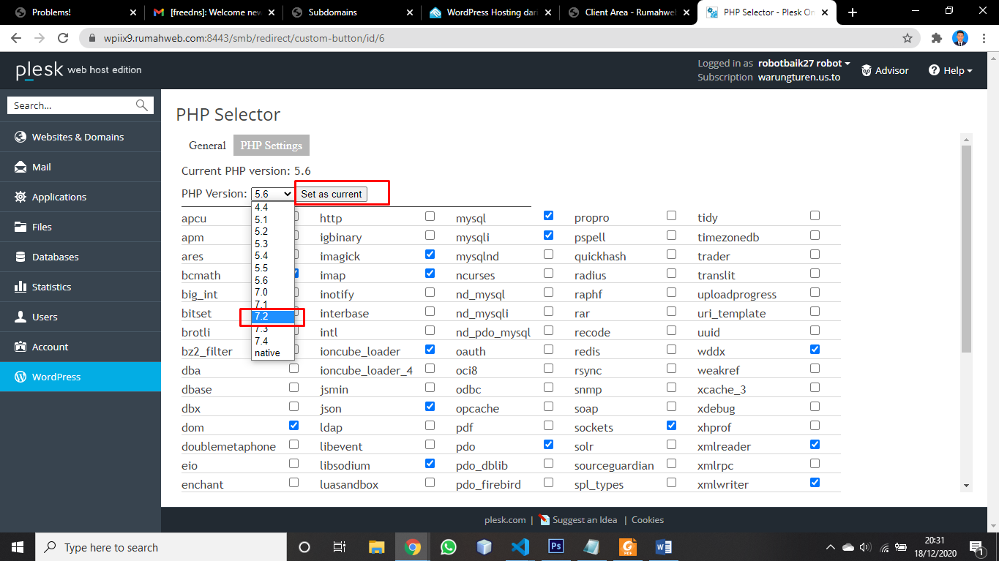 Problems!
[freedns]: Welcome new
Subdomains
WordPress Hosting dari
Client Area - Rumahweb
PHP Selector - Plesk On
wpiix9.rumahweb.com:8443/smb/redirect/custom-button/id/6
plesk web host edition
Logged in as robotbaik27 robot
Subscription warungturen.us.to
Advisor
Help
Search...
Websites & Domains
Mail
Applications
Files
Databases
Statistics
Users
Account
WordPress
PHP Selector
General PHP Settings
Current PHP version: 5.6
PHP Version: 5.6 Set as current
4.4
5.1
5.2
5.3
5.4
5.5
5.6
7.0
7.1
7.2
7.3
7.4
native
apcu http mysql propro tidy
apm igbinary mysqli pspell timezonedb
ares imagick mysqlnd quickhash trader
bcmath imap ncurses radius translit
big_int inotify nd_mysql raphf uploadprogress
bitset interbase nd_mysqli rar uri_template
brotli intl nd_pdo_mysql recode uuid
bz2_filter ioncube_loader oauth redis wddx
dba ioncube_loader_4 oci8 rsync weakref
dbase jsmin odbc snmp xcache_3
dbx json opcache soap xdebug
dom ldap pdf sockets xhprof
doublemetaphone libevent pdo solr xmlreader
eio libsodium pdo_dblib sourceguardian xmlrpc
enchant luasandbox pdo_firebird spl_types xmlwriter
plesk.com | Suggest an Idea | Cookies
Type here to search
Ps
PDF
W
20:31
18/12/2020
1